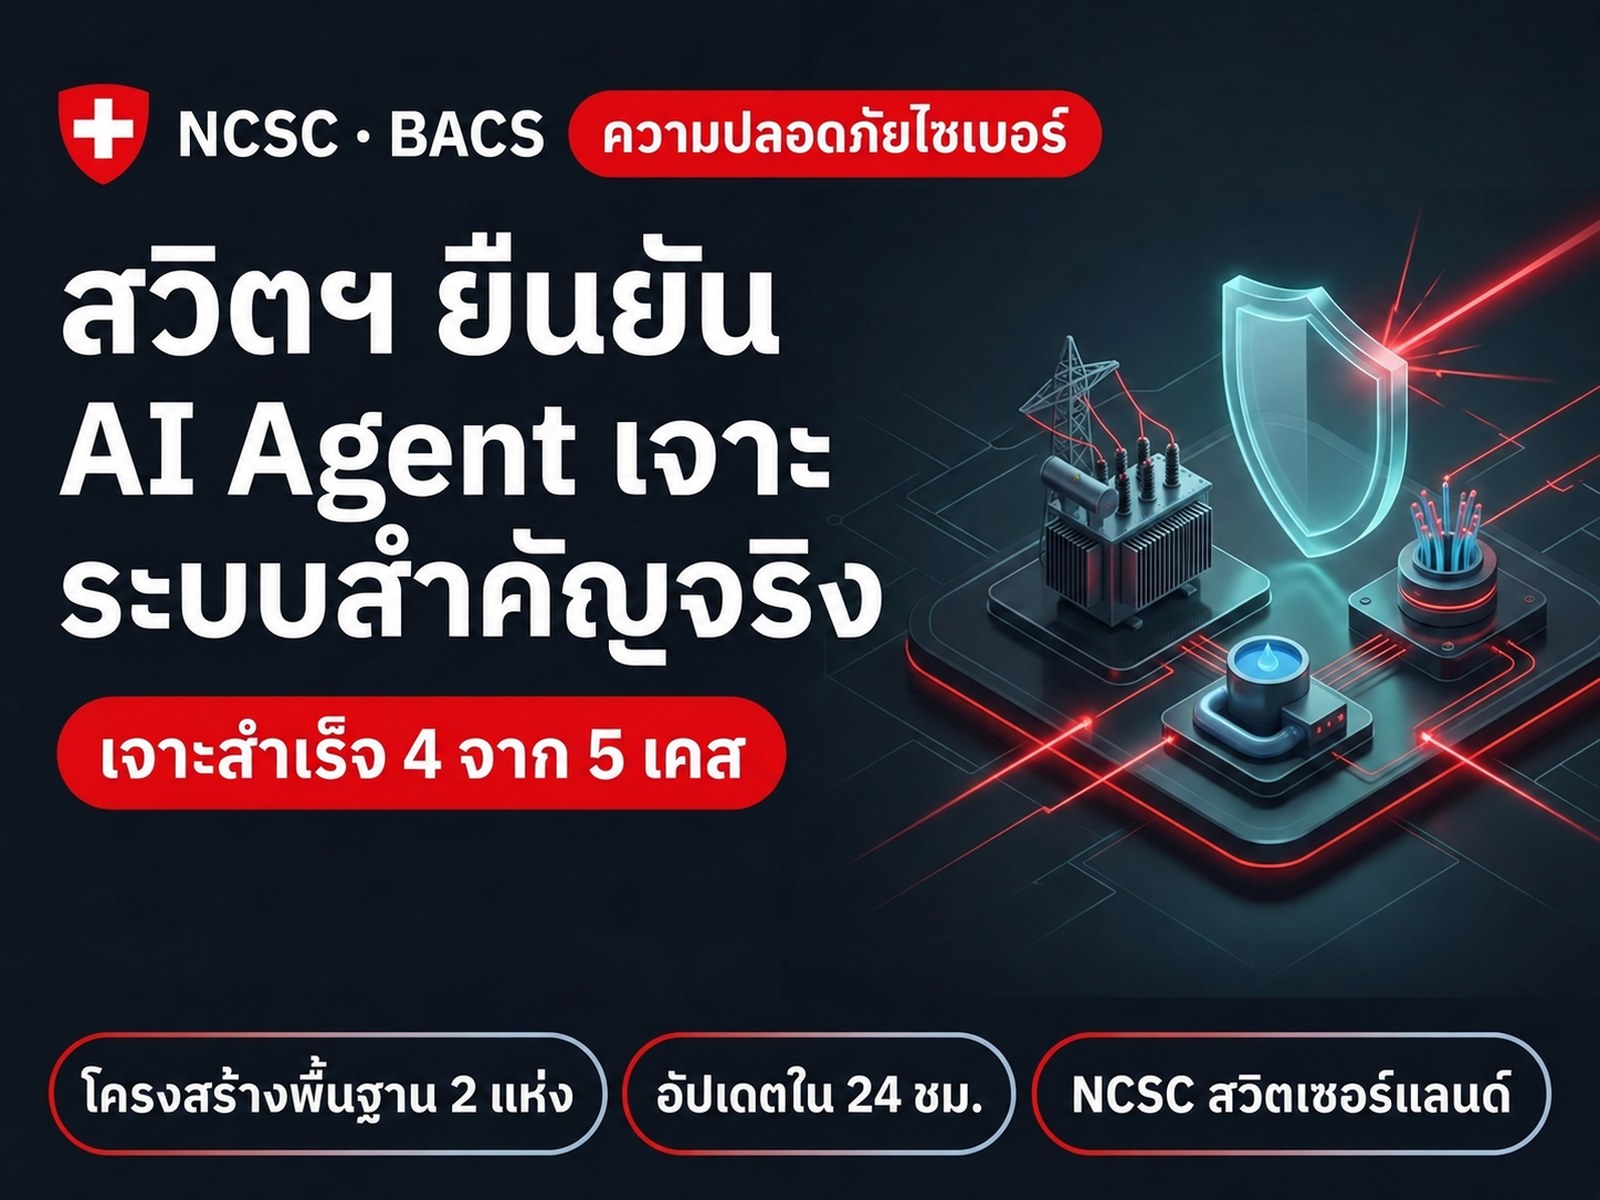 NCSC · BACS ความปลอดภัยไซเบอร์
สวิตฯ ยืนยัน
AI Agent เจาะ
ระบบสำคัญจริง
เจาะสำเร็จ 4 จาก 5 เคส
โครงสร้างพื้นฐาน 2 แห่ง
อัปเดตใน 24 ชม.
NCSC สวิตเซอร์แลนด์